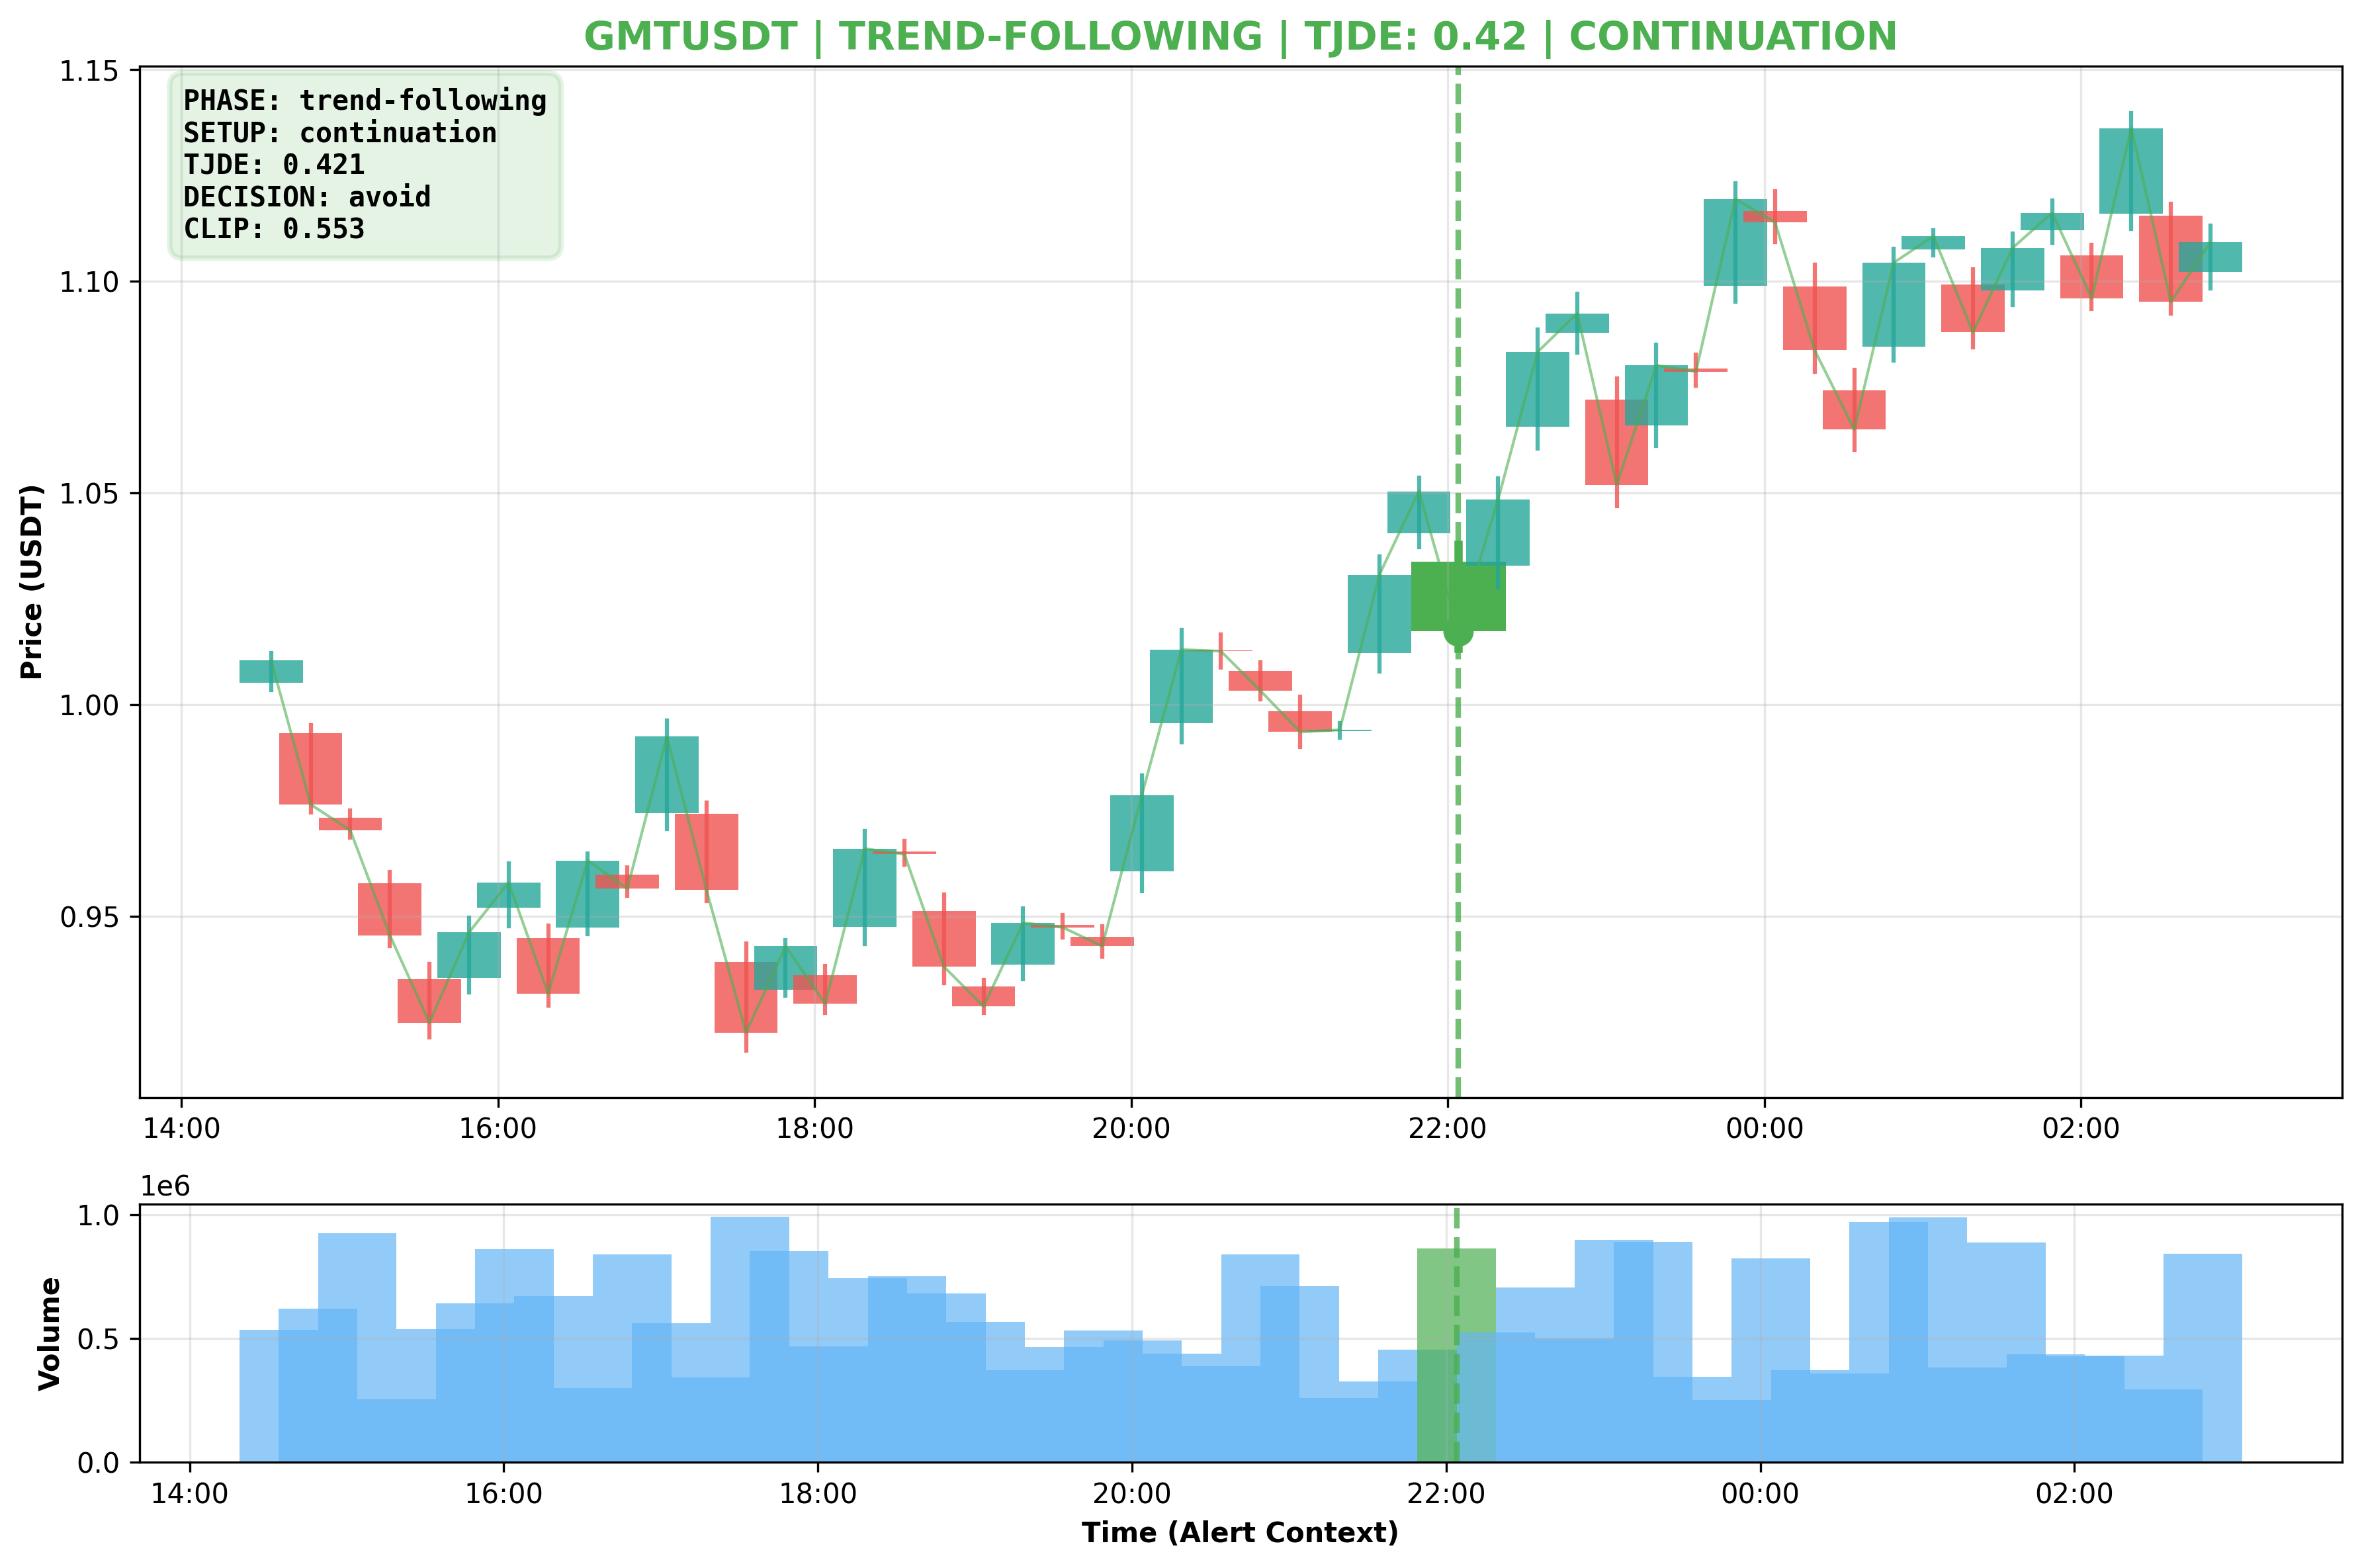 GMTUSDT | TREND-FOLLOWING | TJDE: 0.42 | CONTINUATION
PHASE: trend-following
SETUP: continuation
TJDE: 0.421
DECISION: avoid
CLIP: 0.553
Price (USDT)
1.15
1.10
1.05
1.00
0.95
14:00 16:00 18:00 20:00 22:00 00:00 02:00
1e6
Volume
1.0
0.5
0.0
14:00 16:00 18:00 20:00 22:00 00:00 02:00
Time (Alert Context)